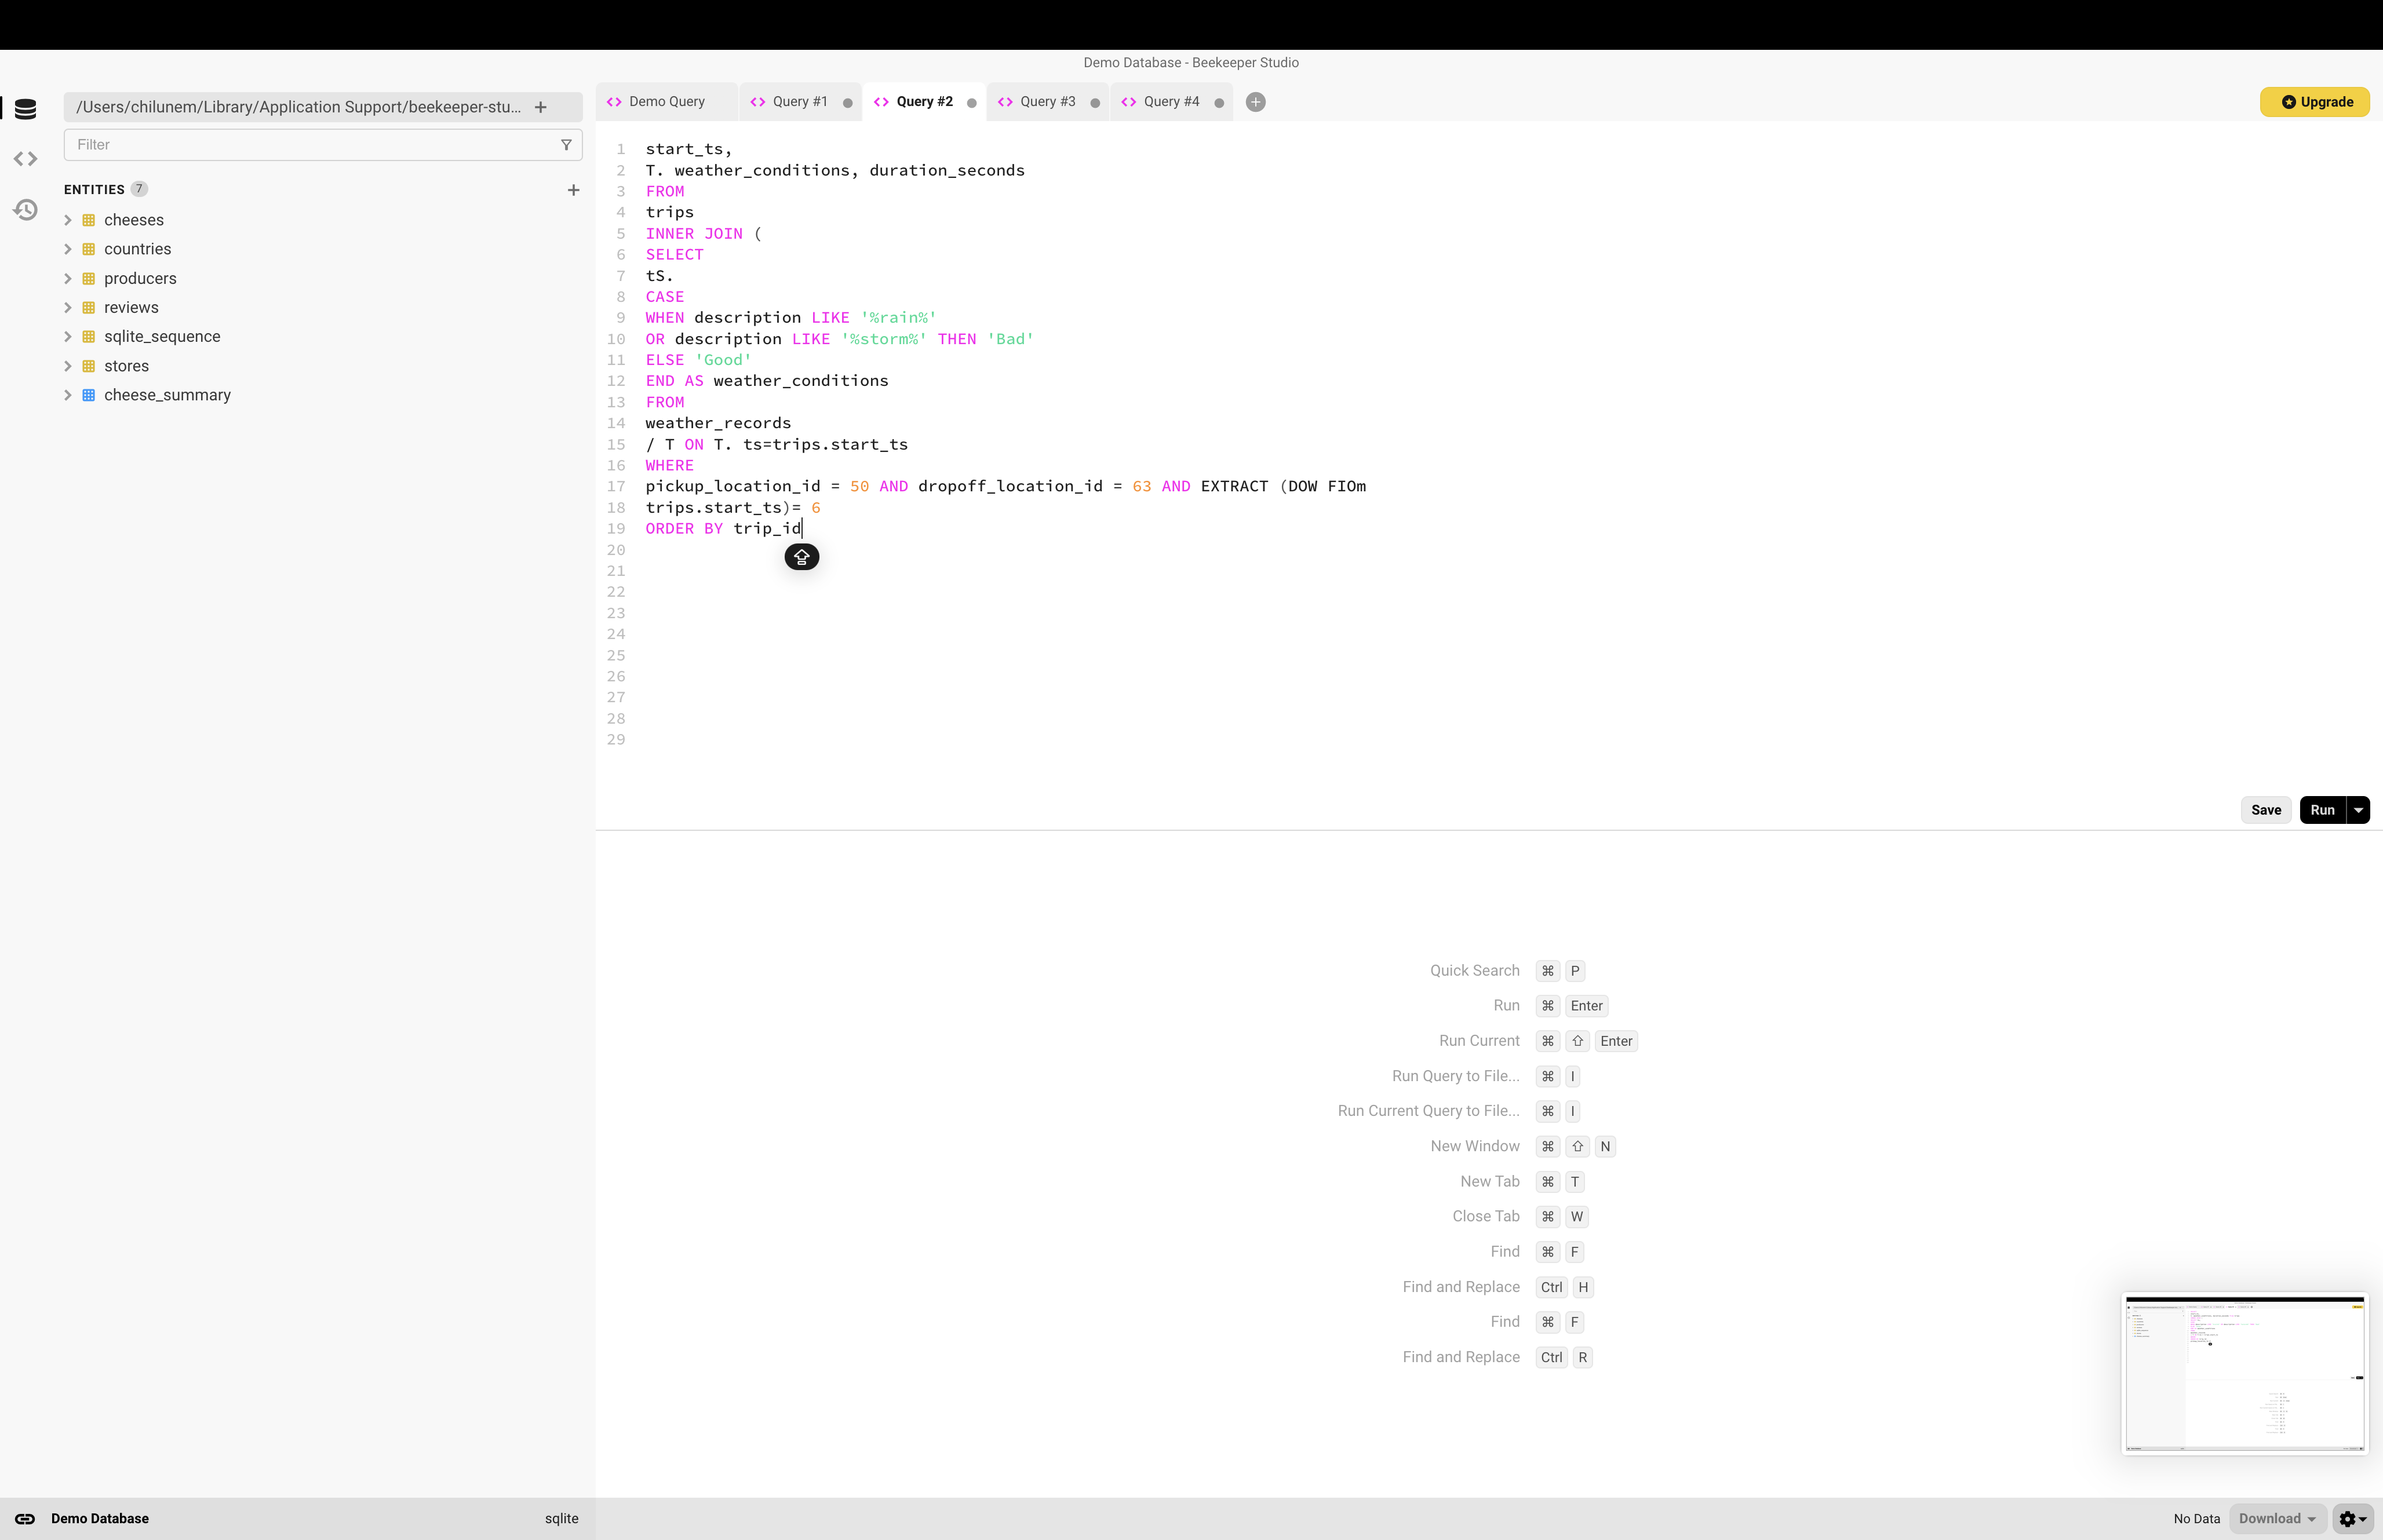 Demo Database - Beekeeper Studio
/Users/chilunem/Library/Application Support/beekeeper-stu...
Filter
ENTITIES 7
cheeses
countries
producers
reviews
sqlite_sequence
stores
cheese_summary
Demo Query
Query #1
Query #2
Query #3
Query #4
Upgrade
1 start_ts,
2 T. weather_conditions, duration_seconds
3 FROM
4 trips
5 INNER JOIN (
6 SELECT
7 tS.
8 CASE
9 WHEN description LIKE '%rain%'
10 OR description LIKE '%storm%' THEN 'Bad'
11 ELSE 'Good'
12 END AS weather_conditions
13 FROM
14 weather_records
15 / T ON T. ts=trips.start_ts
16 WHERE
17 pickup_location_id = 50 AND dropoff_location_id = 63 AND EXTRACT (DOW FIOm
18 trips.start_ts)= 6
19 ORDER BY trip_id
20
21
22
23
24
25
26
27
28
29
Save
Run
Quick Search ⌘ P
Run ⌘ Enter
Run Current ⌘ ⇧ Enter
Run Query to File... ⌘ I
Run Current Query to File... ⌘ I
New Window ⌘ ⇧ N
New Tab ⌘ T
Close Tab ⌘ W
Find ⌘ F
Find and Replace Ctrl H
Find ⌘ F
Find and Replace Ctrl R
Demo Database
sqlite
No Data
Download